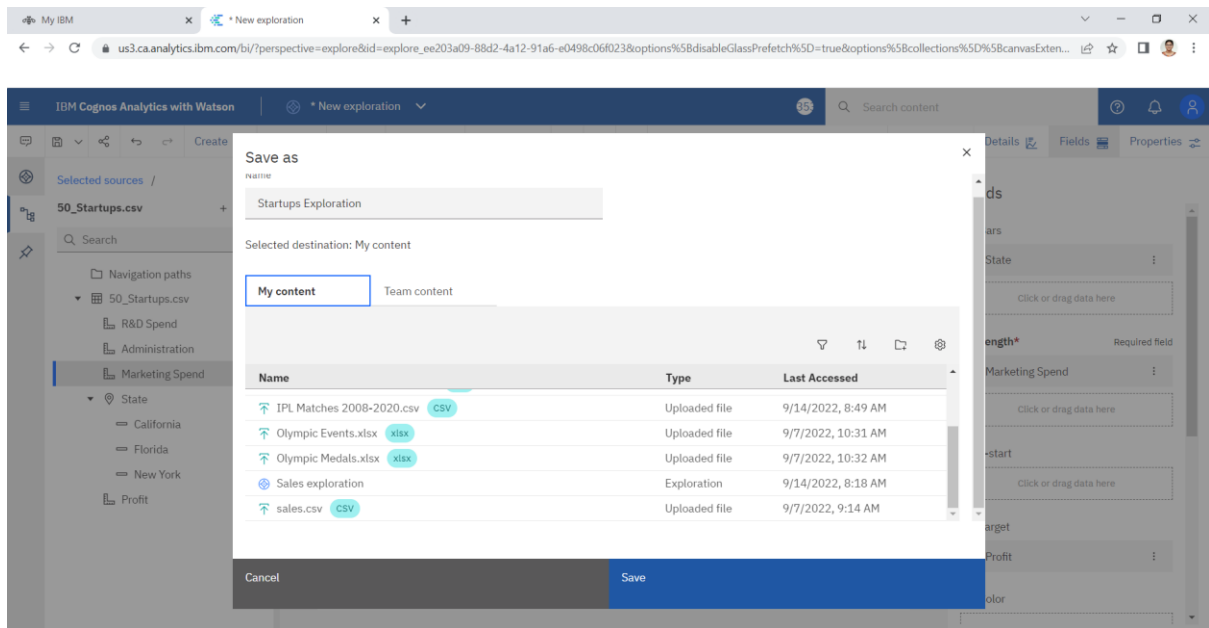 My IBM
* New exploration
us3.ca.analytics.ibm.com/bi/?perspective=explore&id=explore_ee203a09-88d2-4a12-91a6-e0498c06f023&options%5BdisableGlassPrefetch%5D=true&options%5Bcollections%5D%5BcanvasExten...
IBM Cognos Analytics with Watson
* New exploration
Search content
Create
Details
Fields
Properties
Selected sources /
50_Startups.csv
Search
Navigation paths
50_Startups.csv
R&D Spend
Administration
Marketing Spend
State
California
Florida
New York
Profit
Save as
Name
Startups Exploration
Selected destination: My content
My content
Team content
Name Type Last Accessed
IPL Matches 2008-2020.csv CSV Uploaded file 9/14/2022, 8:49 AM
Olympic Events.xlsx xlsx Uploaded file 9/7/2022, 10:31 AM
Olympic Medals.xlsx xlsx Uploaded file 9/7/2022, 10:32 AM
Sales exploration Exploration 9/14/2022, 8:18 AM
sales.csv CSV Uploaded file 9/7/2022, 9:14 AM
Cancel
Save
ds
ars
State
Click or drag data here
ength* Required field
Marketing Spend
Click or drag data here
-start
Click or drag data here
arget
Profit
olor